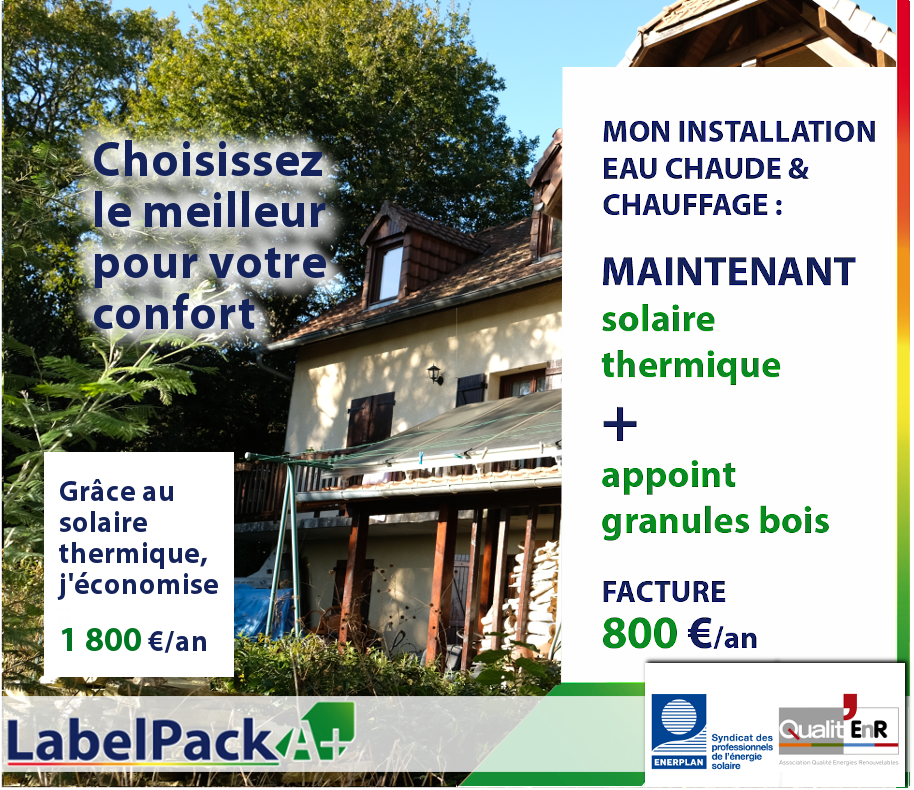 Choisissez
le meilleur
pour votre
confort
Grâce au
solaire
thermique,
j'économise
1 800 €/an
MON INSTALLATION
EAU CHAUDE &
CHAUFFAGE :
MAINTENANT
solaire
thermique
+
appoint
granules bois
FACTURE
800 €/an
LabelPack A+
ENERPLAN
Syndicat des
professionnels
de l'énergie
solaire
Qualit'EnR
Association Qualité Energies Renouvelables